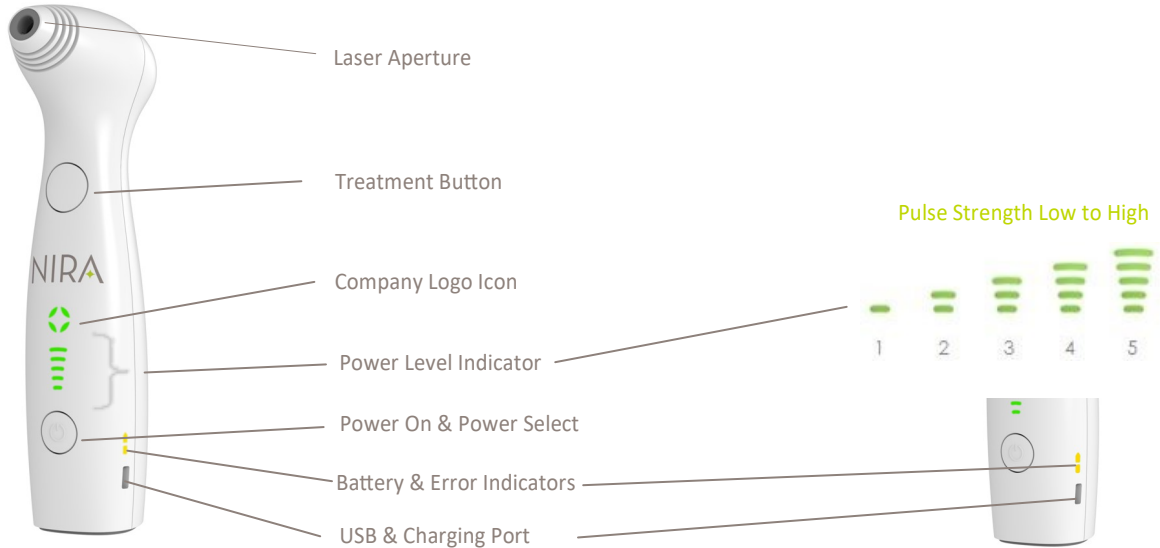 Laser Aperture
Treatment Button
Pulse Strength Low to High
NIRA
Company Logo Icon
Power Level Indicator
1 2 3 4 5
Power On & Power Select
Battery & Error Indicators
USB & Charging Port